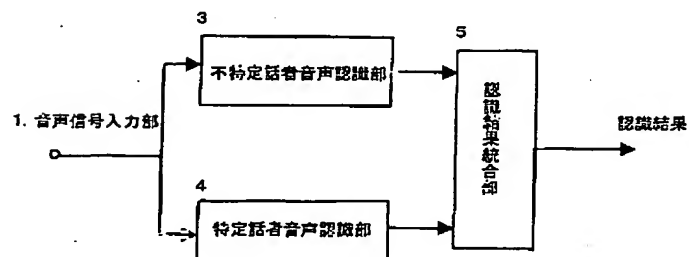 3
不特定話者音声認識部
5
認識結果統合部
1. 音声信号入力部
認識結果
4
特定話者音声認識部